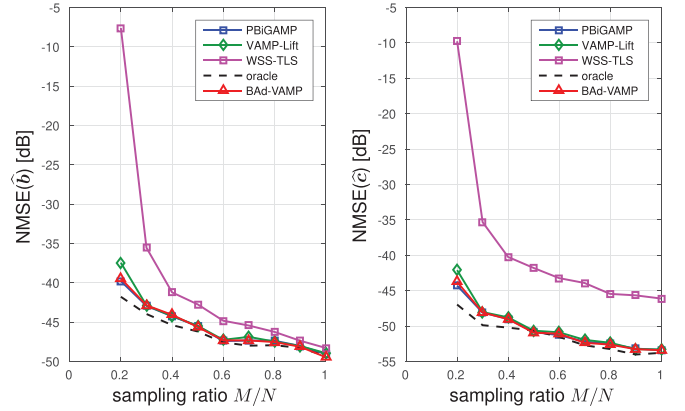 NMSE(b̂) [dB]
-5
-10
-15
-20
-25
-30
-35
-40
-45
-50
0
0.2
0.4
0.6
0.8
1
sampling ratio M/N
PBiGAMP
VAMP-Lift
WSS-TLS
oracle
BAd-VAMP
NMSE(ĉ) [dB]
-5
-10
-15
-20
-25
-30
-35
-40
-45
-50
-55
0
0.2
0.4
0.6
0.8
1
sampling ratio M/N
PBiGAMP
VAMP-Lift
WSS-TLS
oracle
BAd-VAMP